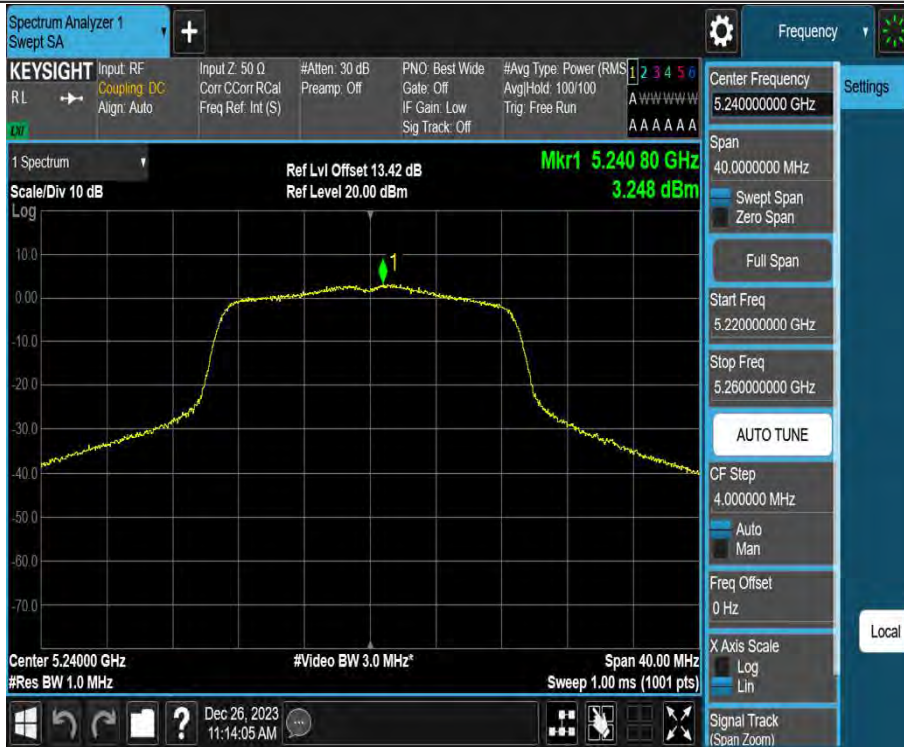 Spectrum Analyzer 1
Swept SA
+
Frequency
KEYSIGHT
RL
LXI
Input: RF
Coupling: DC
Align: Auto
Input Z: 50 Ω
Corr CCorr RCal
Freq Ref: Int (S)
#Atten: 30 dB
Preamp: Off
PNO: Best Wide
Gate: Off
IF Gain: Low
Sig Track: Off
#Avg Type: Power (RMS
Avg|Hold: 100/100
Trig: Free Run
1 2 3 4 5 6
A W W W W W
A A A A A A
1 Spectrum
Scale/Div 10 dB
Log
Ref Lvl Offset 13.42 dB
Ref Level 20.00 dBm
Mkr1 5.240 80 GHz
3.248 dBm
1
10.0
0.00
-10.0
-20.0
-30.0
-40.0
-50.0
-60.0
-70.0
Center 5.24000 GHz
#Res BW 1.0 MHz
#Video BW 3.0 MHz*
Span 40.00 MHz
Sweep 1.00 ms (1001 pts)
Dec 26, 2023
11:14:05 AM
Center Frequency
5.240000000 GHz
Span
40.0000000 MHz
Swept Span
Zero Span
Full Span
Start Freq
5.220000000 GHz
Stop Freq
5.260000000 GHz
AUTO TUNE
CF Step
4.000000 MHz
Auto
Man
Freq Offset
0 Hz
X Axis Scale
Log
Lin
Signal Track
(Span Zoom)
Settings
Local